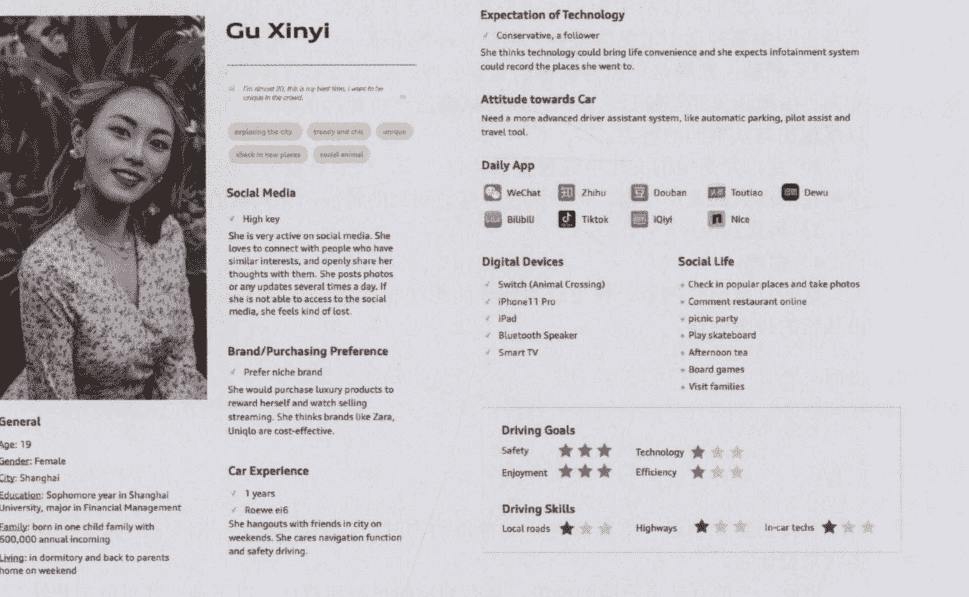 Gu Xinyi
I'm almost 20, this is my best time, I want to be
unique in the crowd.
exploring the city
trendy and chic
unique
check in new places
social animal
Social Media
High key
She is very active on social media. She
loves to connect with people who have
similar interests, and openly share her
thoughts with them. She posts photos
or any updates several times a day. If
she is not able to access to the social
media, she feels kind of lost.
Brand/Purchasing Preference
Prefer niche brand
She would purchase luxury products to
reward herself and watch selling
streaming. She thinks brands like Zara,
Uniqlo are cost-effective.
Car Experience
1 years
Roewe ei6
She hangouts with friends in city on
weekends. She cares navigation function
and safety driving.
General
Age: 19
Gender: Female
City: Shanghai
Education: Sophomore year in Shanghai
University, major in Financial Management
Family: born in one child family with
600,000 annual incoming
Living: in dormitory and back to parents
home on weekend
Expectation of Technology
Conservative, a follower
She thinks technology could bring life convenience and she expects infotainment system
could record the places she went to.
Attitude towards Car
Need a more advanced driver assistant system, like automatic parking, pilot assist and
travel tool.
Daily App
WeChat
Zhihu
Douban
Toutiao
Dewu
Bilibili
Tiktok
iQiyi
Nice
Digital Devices
Switch (Animal Crossing)
iPhone11 Pro
iPad
Bluetooth Speaker
Smart TV
Social Life
Check in popular places and take photos
Comment restaurant online
picnic party
Play skateboard
Afternoon tea
Board games
Visit families
Driving Goals
Safety
Technology
Enjoyment
Efficiency
Driving Skills
Local roads
Highways
In-car techs